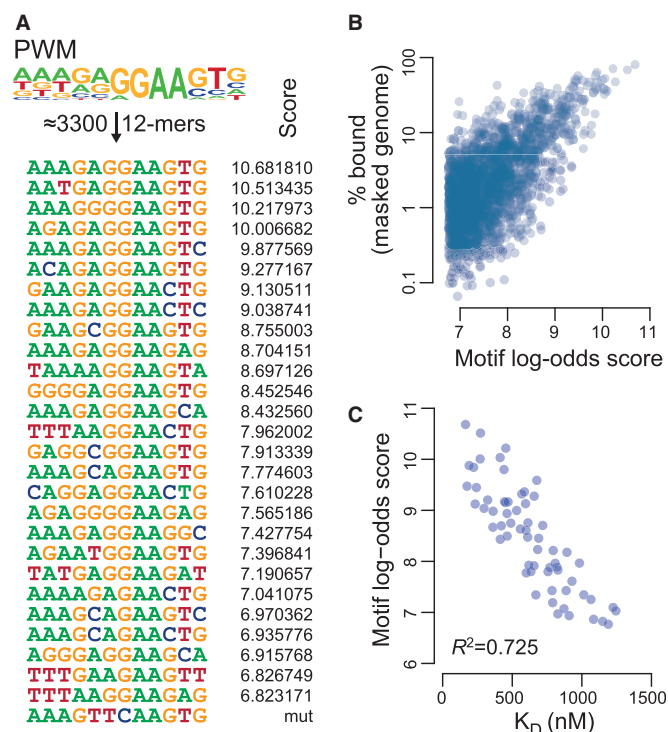 A
PWM
AAAGAGGAAGTG
≈3300 12-mers
Score
AAAGAGGAAGTG 10.681810
AATGAGGAAGTG 10.513435
AAAGGGGAAGTG 10.217973
AGAGAGGAAGTG 10.006682
AAAGAGGAAGTC 9.877569
ACAGAGGAAGTG 9.277167
GAAGAGGAACTG 9.130511
AAAGAGGAACTC 9.038741
GAAGCGGAAGTG 8.755003
AAAGAGGAAGAG 8.704151
TAAAAGGAAGTA 8.697126
GGGGAGGAAGTG 8.452546
AAAGAGGAAGCA 8.432560
TTTAAGGAACTG 7.962002
GAGGCGGAAGTG 7.913339
AAAGCAGAAGTG 7.774603
CAGGAGGAACTG 7.610228
AGAGGGGAAGAG 7.565186
AAAGAGGAAGGC 7.427754
AGAATGGAAGTG 7.396841
TATGAGGAAGAT 7.190657
AAAAGAGAACTG 7.041075
AAAGCAGAAGTC 6.970362
AAAGCAGAACTG 6.935776
AGGGAGGAAGCA 6.915768
TTTGAAGAAGTT 6.826749
TTTAAGGAAGAG 6.823171
AAAGTTCAAGTG mut
B
% bound
(masked genome)
100
10
1
0.1
7 8 9 10 11
Motif log-odds score
C
Motif log−odds score
11
10
9
8
7
6
R²=0.725
0 500 1000 1500
KD (nM)